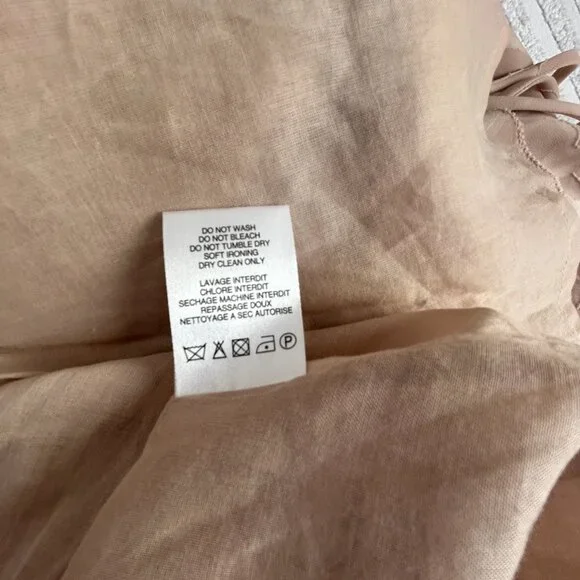 DO NOT WASH
DO NOT BLEACH
DO NOT TUMBLE DRY
SOFT IRONING
DRY CLEAN ONLY
LAVAGE INTERDIT
CHLORE INTERDIT
SECHAGE MACHINE INTERDIT
REPASSAGE DOUX
NETTOYAGE A SEC AUTORISE
P